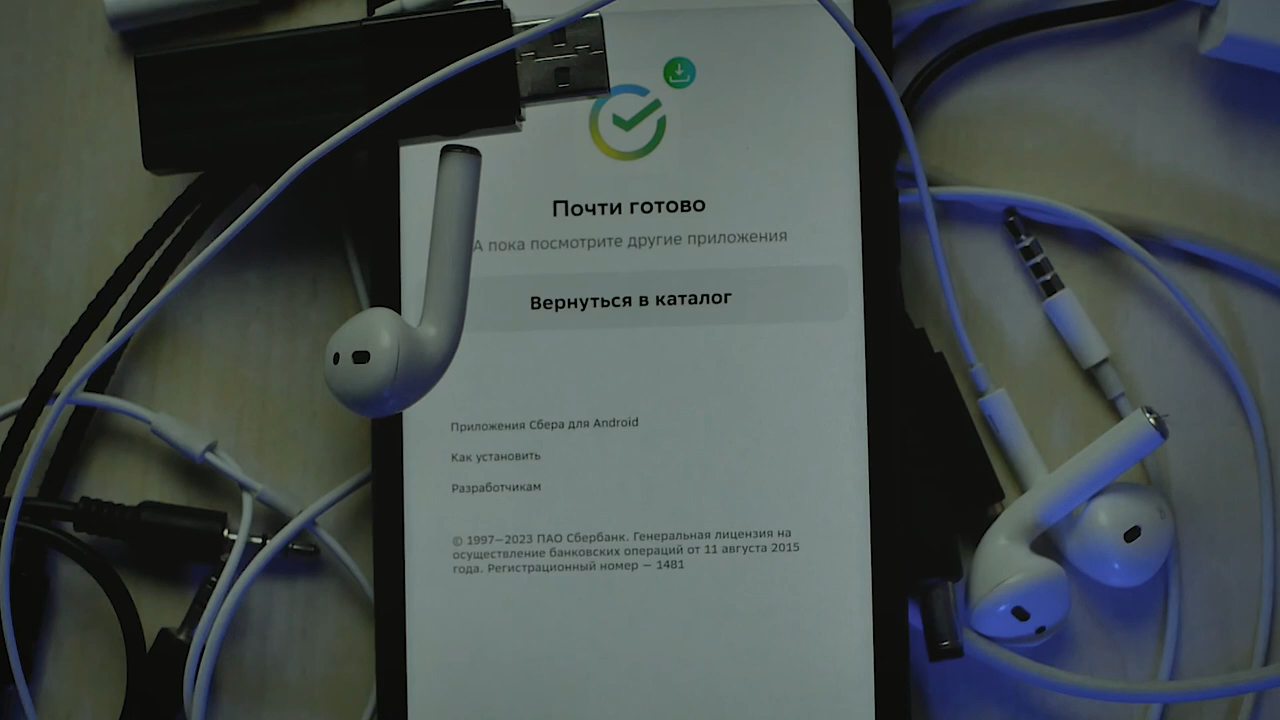 Почти готово
А пока посмотрите другие приложения
Вернуться в каталог
Приложения Сбера для Android
Как установить
Разработчикам
© 1997—2023 ПАО Сбербанк. Генеральная лицензия на
осуществление банковских операций от 11 августа 2015
года. Регистрационный номер — 1481